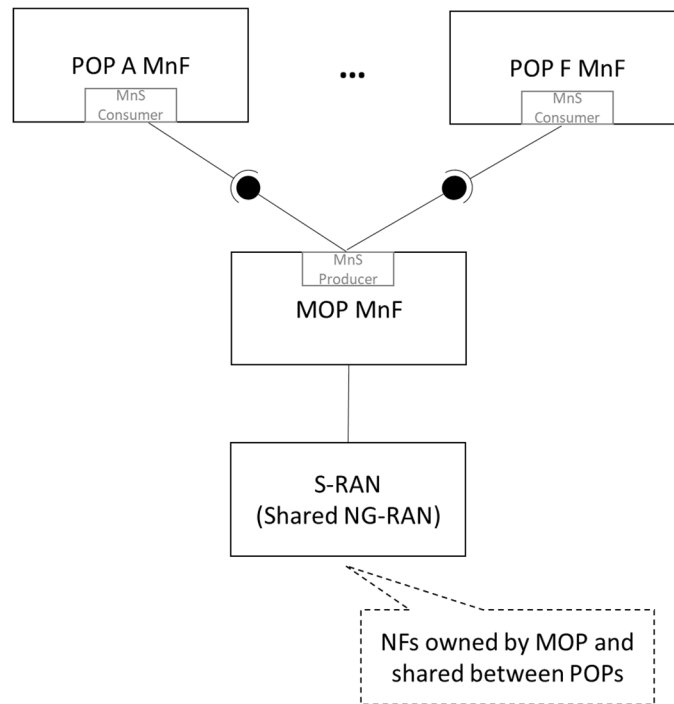 POP A MnF
MnS
Consumer
...
POP F MnF
MnS
Consumer
MnS
Producer
MOP MnF
S-RAN
(Shared NG-RAN)
NFs owned by MOP and
shared between POPs